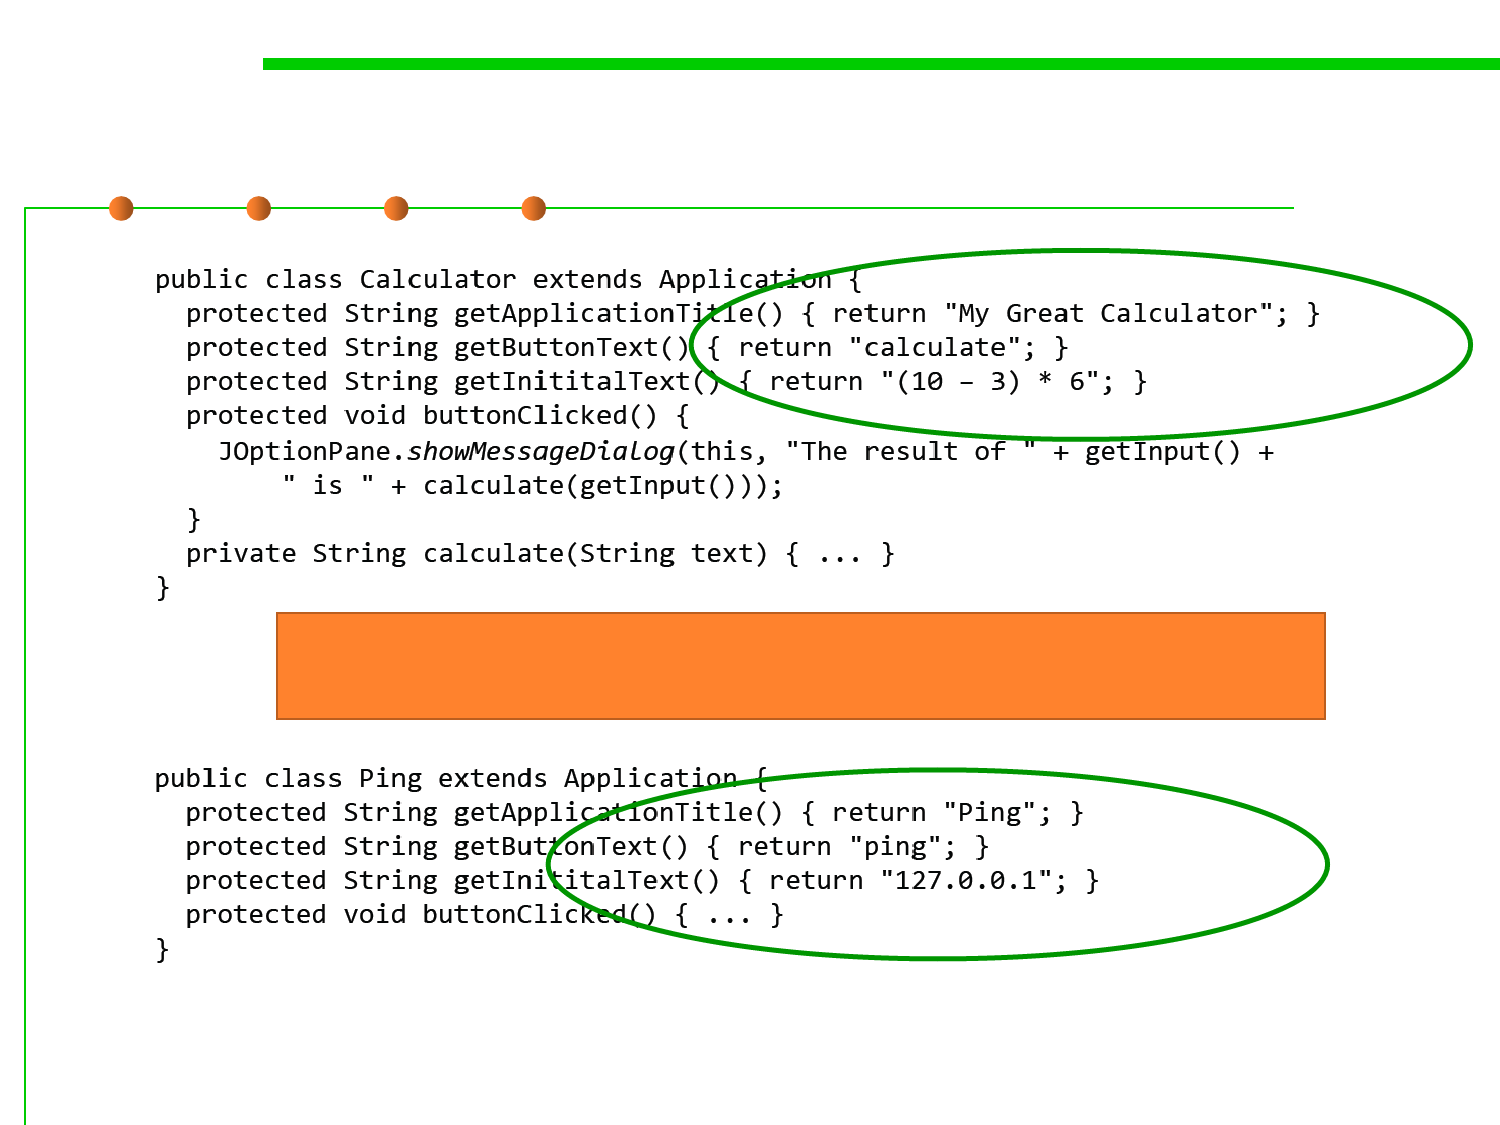 public class Calculator extends Application {
protected String getApplicationTitle() { return "My Great Calculator"; }
protected String getButtonText() { return "calculate"; }
protected String getInititalText() { return "(10 – 3) * 6"; }
protected void buttonClicked() {
JOptionPane.showMessageDialog(this, "The result of " + getInput() +
" is " + calculate(getInput()));
}
private String calculate(String text) { ... }
}
public class Ping extends Application {
protected String getApplicationTitle() { return "Ping"; }
protected String getButtonText() { return "ping"; }
protected String getInititalText() { return "127.0.0.1"; }
protected void buttonClicked() { ... }
}